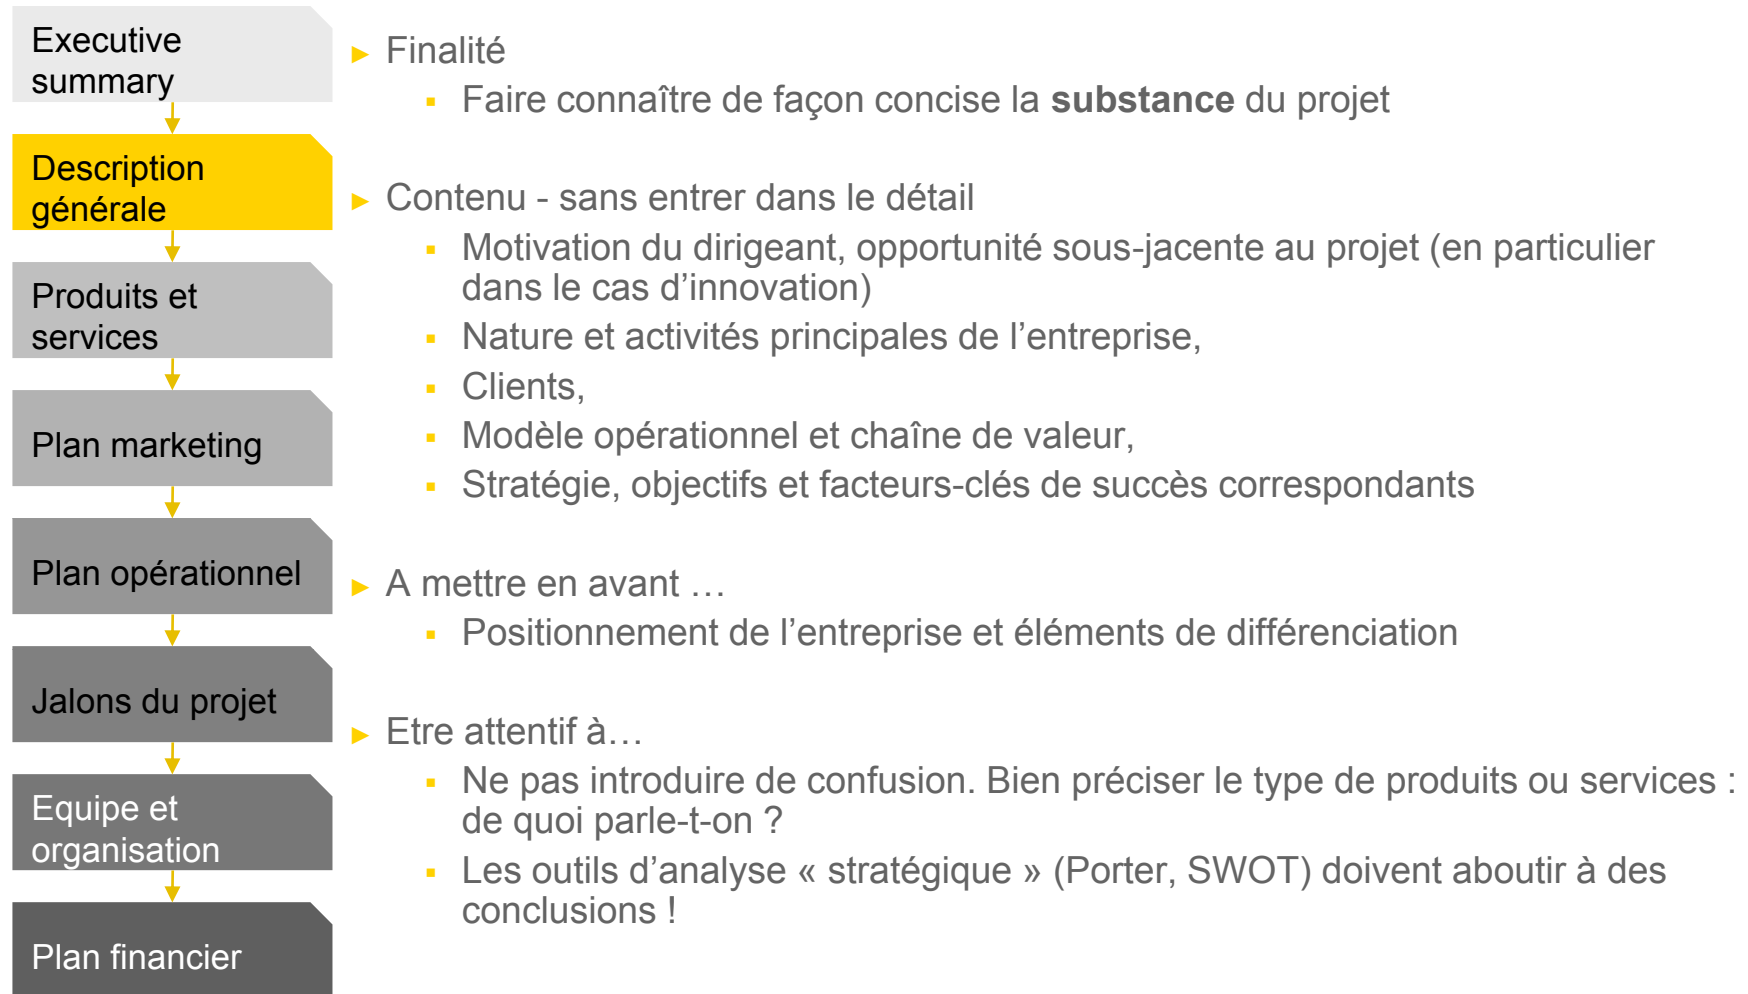 Executive
summary
Description
générale
Produits et
services
Plan marketing
Plan opérationnel
Jalons du projet
Equipe et
organisation
Plan financier
► Finalité
▪ Faire connaître de façon concise la substance du projet
► Contenu - sans entrer dans le détail
▪ Motivation du dirigeant, opportunité sous-jacente au projet (en particulier
dans le cas d’innovation)
▪ Nature et activités principales de l’entreprise,
▪ Clients,
▪ Modèle opérationnel et chaîne de valeur,
▪ Stratégie, objectifs et facteurs-clés de succès correspondants
► A mettre en avant …
▪ Positionnement de l’entreprise et éléments de différenciation
► Etre attentif à…
▪ Ne pas introduire de confusion. Bien préciser le type de produits ou services :
de quoi parle-t-on ?
▪ Les outils d’analyse « stratégique » (Porter, SWOT) doivent aboutir à des
conclusions !